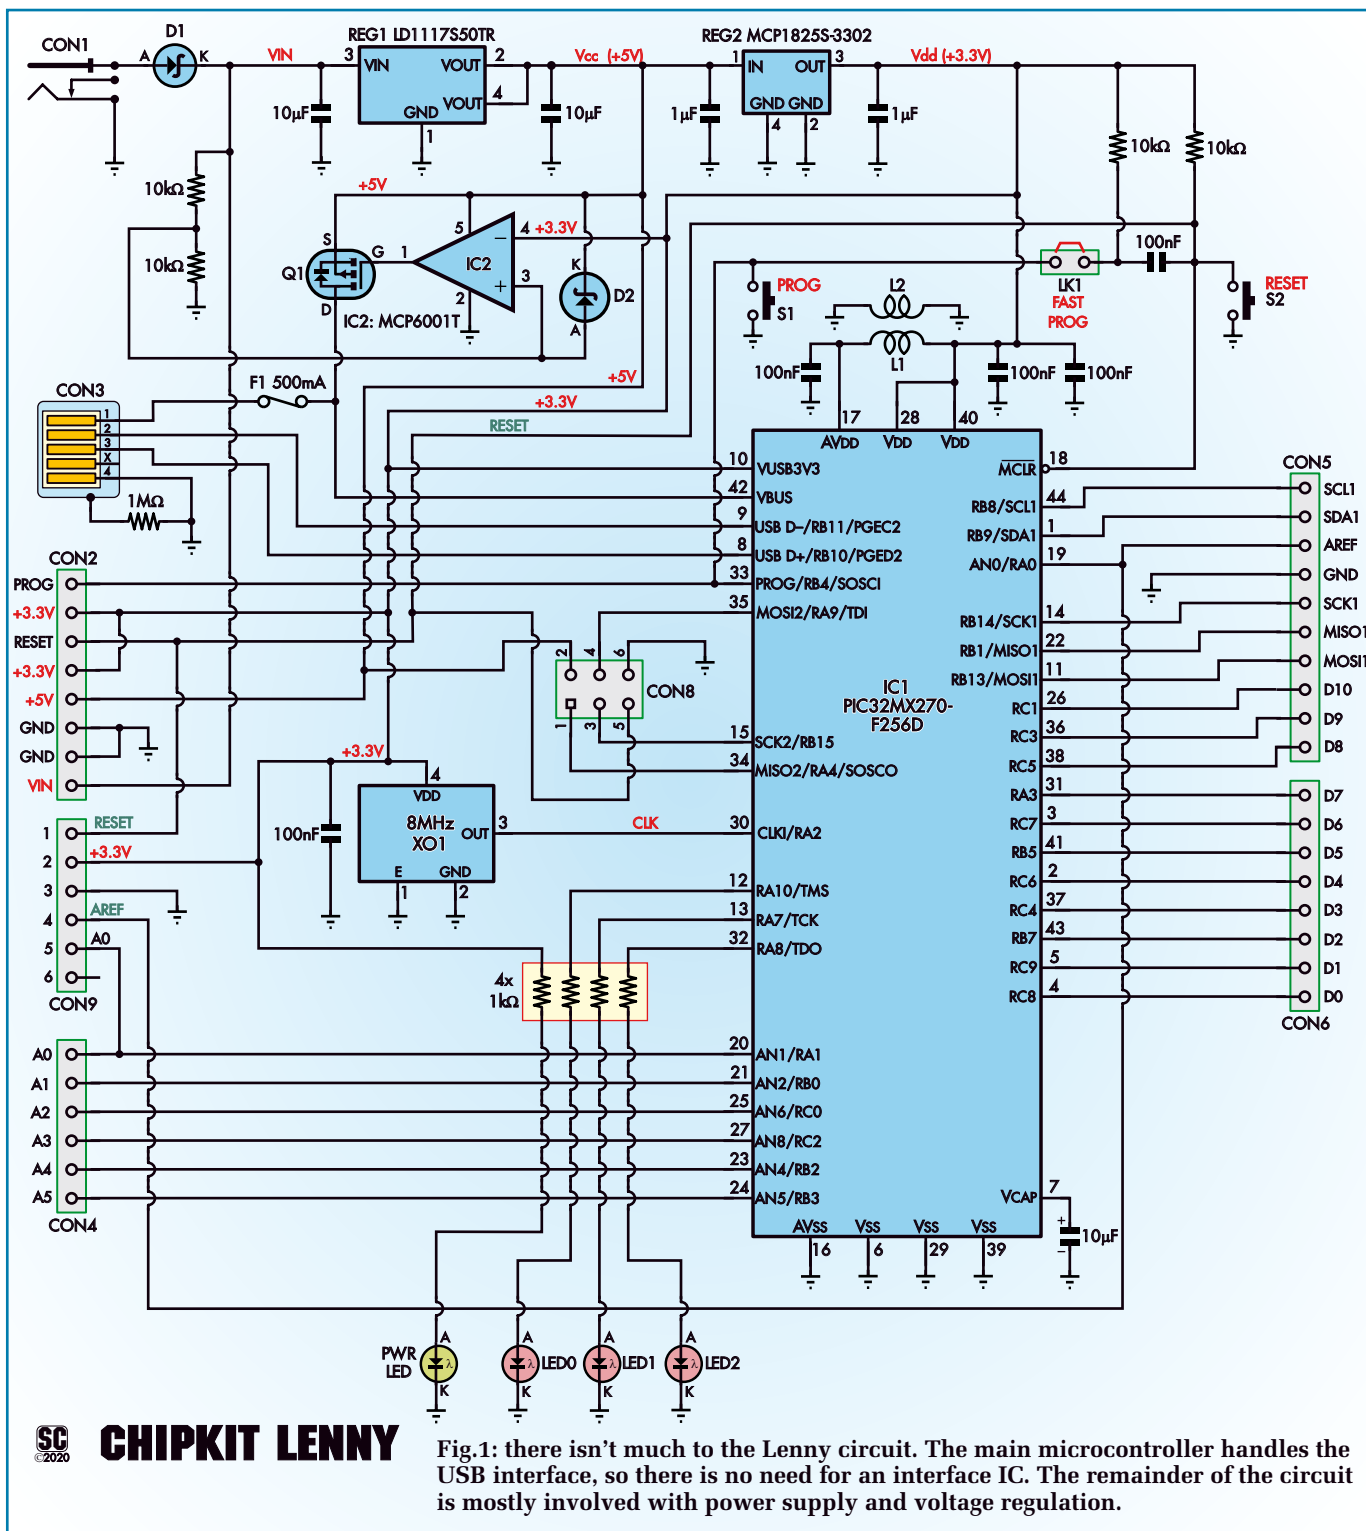 CON1
D1
A
K
VIN
REG1 LD1117S50TR
3
VIN
VOUT
2
VOUT
4
GND
1
10µF
Vcc (+5V)
10µF
REG2 MCP1825S-3302
1
IN
OUT
3
GND GND
4
2
1µF
Vdd (+3.3V)
1µF
10kΩ
10kΩ
10kΩ
10kΩ
+5V
S
G
Q1
D
1
5
IC2
2
4
+3.3V
3
−
+
IC2: MCP6001T
K
D2
A
PROG
S1
L2
L1
LK1
FAST
PROG
100nF
RESET
S2
100nF
100nF
100nF
+5V
+3.3V
RESET
F1 500mA
CON3
1
2
3
X
4
1MΩ
CON2
PROG
+3.3V
RESET
+3.3V
+5V
GND
GND
VIN
17
AVDD
28
VDD
40
VDD
10
VUSB3V3
42
VBUS
9
USB D–/RB11/PGEC2
8
USB D+/RB10/PGED2
33
PROG/RB4/SOSCI
35
MOSI2/RA9/TDI
2
4
6
CON8
1
3
5
15
SCK2/RB15
34
MISO2/RA4/SOSCO
IC1
PIC32MX270-
F256D
MCLR
18
RB8/SCL1
44
RB9/SDA1
1
AN0/RA0
19
RB14/SCK1
14
RB1/MISO1
22
RB13/MOSI1
11
RC1
26
RC3
36
RC5
38
RA3
31
RC7
3
RB5
41
RC6
2
RC4
37
RB7
43
RC9
5
RC8
4
CON5
SCL1
SDA1
AREF
GND
SCK1
MISO1
MOSI1
D10
D9
D8
D7
D6
D5
D4
D3
D2
D1
D0
CON6
+3.3V
4
VDD
8MHz
XO1
OUT
3
E
GND
1
2
100nF
CLK
30
CLKI/RA2
12
RA10/TMS
13
RA7/TCK
32
RA8/TDO
1
RESET
2
+3.3V
3
4
AREF
5
A0
6
CON9
4x
1kΩ
A0
A1
A2
A3
A4
A5
CON4
20
AN1/RA1
21
AN2/RB0
25
AN6/RC0
27
AN8/RC2
23
AN4/RB2
24
AN5/RB3
AVSS
16
VSS
6
VSS
29
VSS
39
VCAP
7
+
10µF
–
PWR
LED
A
λ
K
A
λ
LED0
K
A
λ
LED1
K
A
λ
LED2
K
SC
©2020
CHIPKIT LENNY
Fig.1: there isn't much to the Lenny circuit. The main microcontroller handles the
USB interface, so there is no need for an interface IC. The remainder of the circuit
is mostly involved with power supply and voltage regulation.